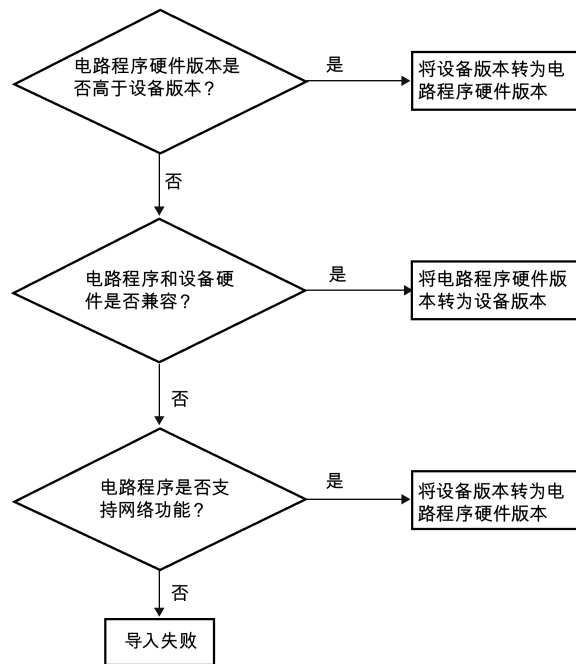 电路程序硬件版本是
否高于设备版本？
是
将设备版本转为电
路程序硬件版本
否
电路程序和设备硬
件是否兼容？
是
将电路程序硬件版
本转为设备版本
否
电路程序是否支
持网络功能？
是
将设备版本转为电
路程序硬件版本
否
导入失败